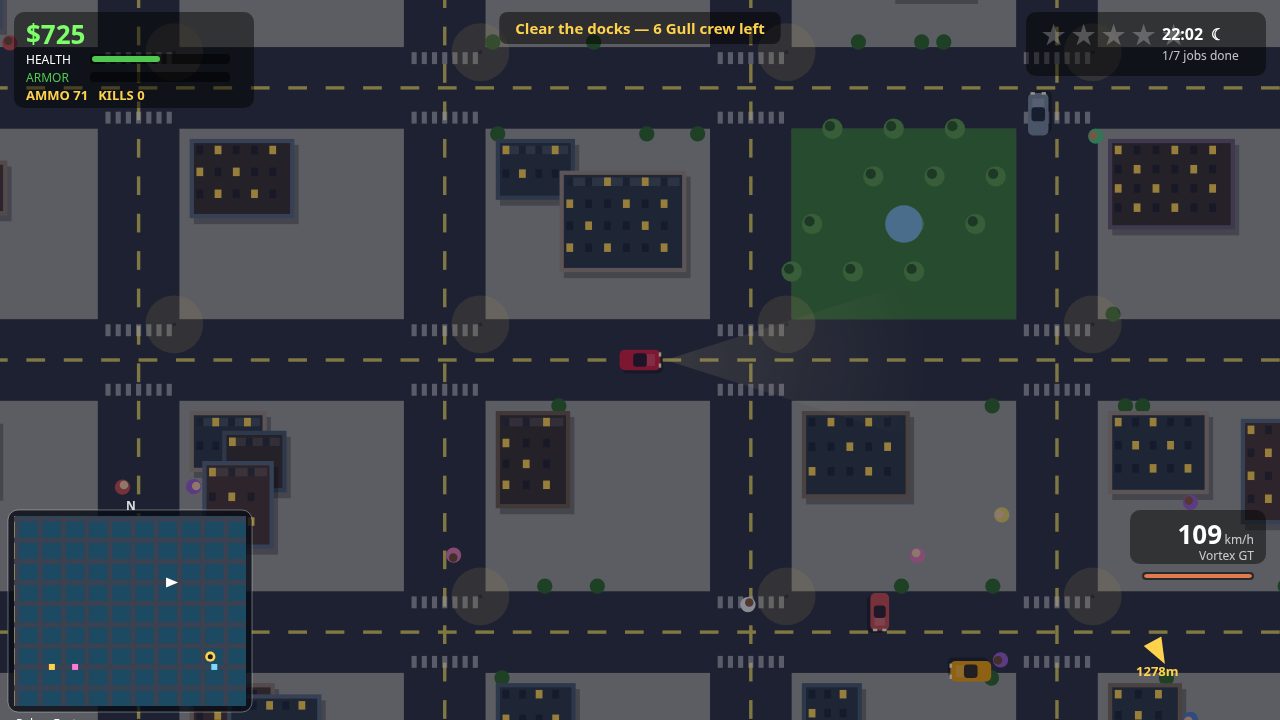 $725
HEALTH
ARMOR
AMMO 71 KILLS 0
Clear the docks — 6 Gull crew left
22:02
1/7 jobs done
N
109 km/h
Vortex GT
1278m